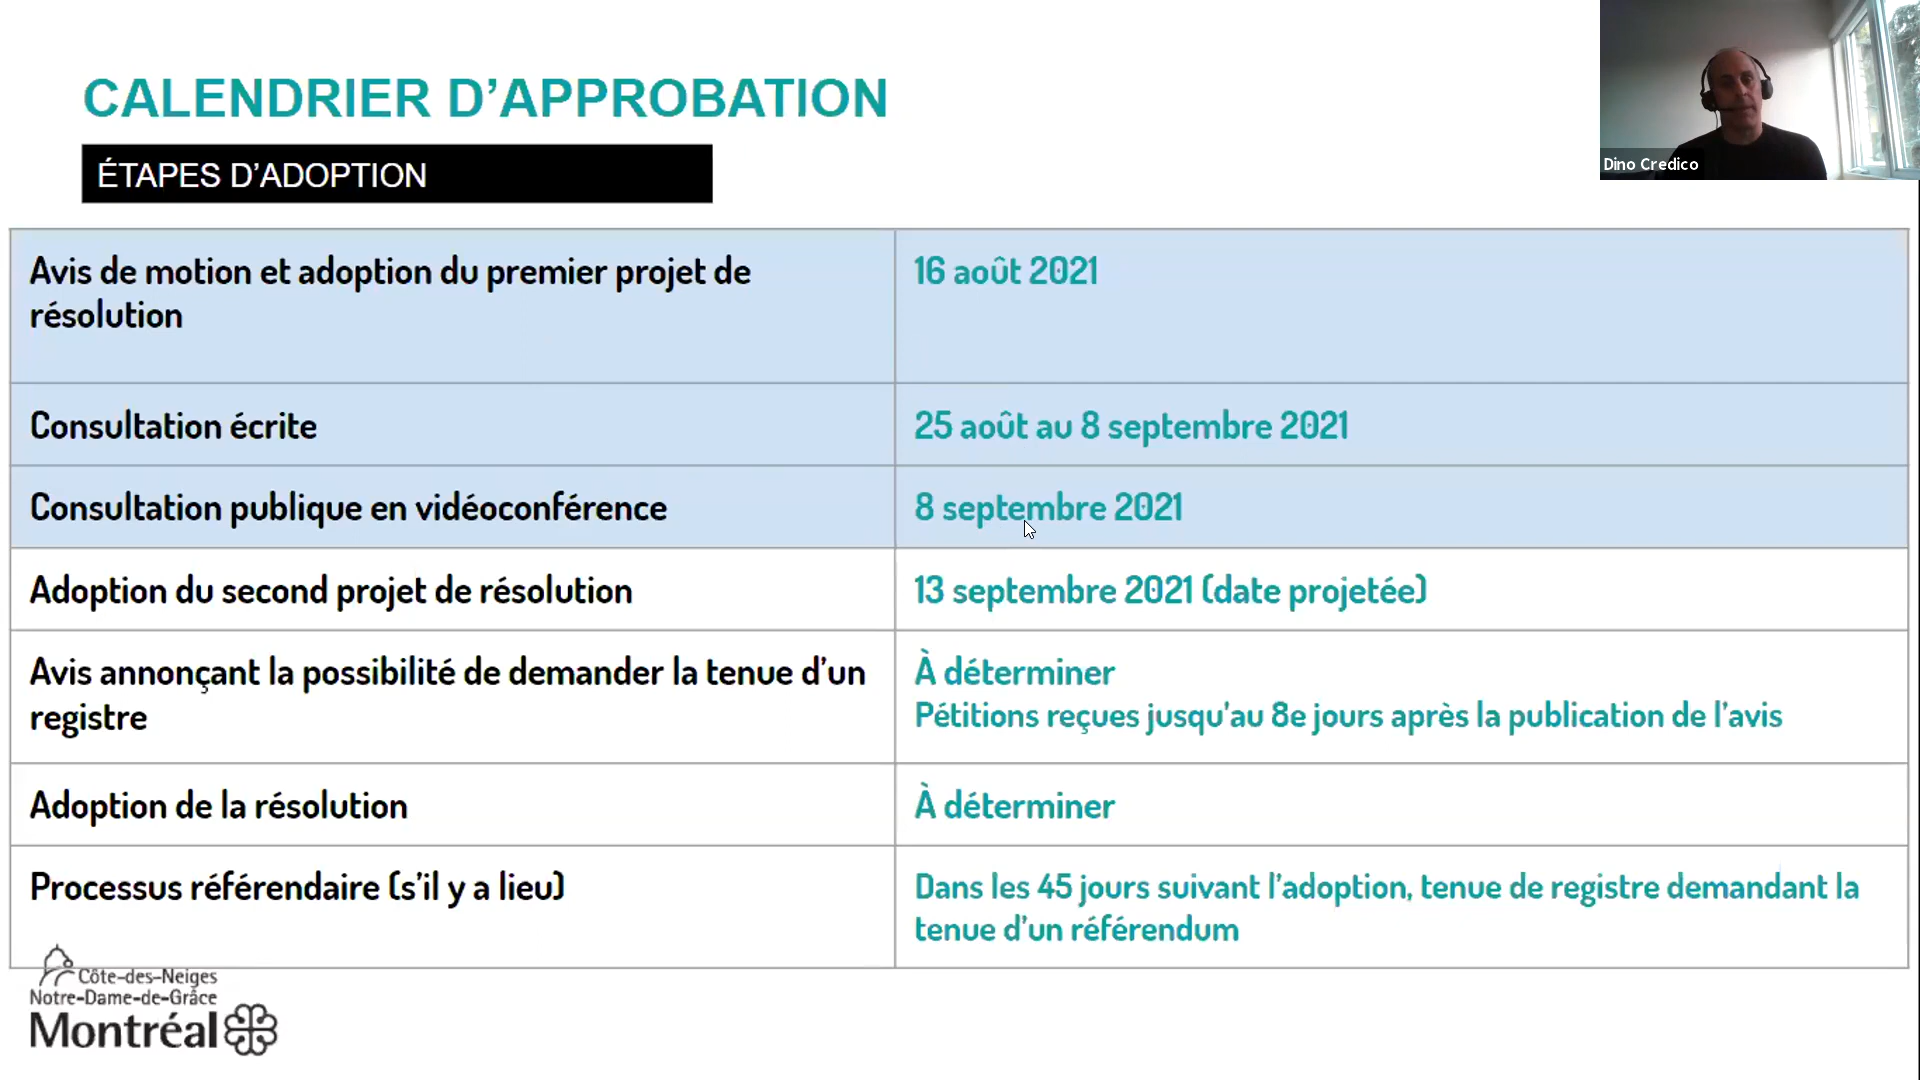 CALENDRIER D’APPROBATION
ÉTAPES D’ADOPTION
Dino Credico
Avis de motion et adoption du premier projet de
résolution
16 août 2021
Consultation écrite
25 août au 8 septembre 2021
Consultation publique en vidéoconférence
8 septembre 2021
Adoption du second projet de résolution
13 septembre 2021 (date projetée)
Avis annonçant la possibilité de demander la tenue d’un
registre
À déterminer
Pétitions reçues jusqu’au 8e jours après la publication de l’avis
Adoption de la résolution
À déterminer
Processus référendaire (s’il y a lieu)
Dans les 45 jours suivant l’adoption, tenue de registre demandant la
tenue d’un référendum
Côte-des-Neiges
Notre-Dame-de-Grâce
Montréal